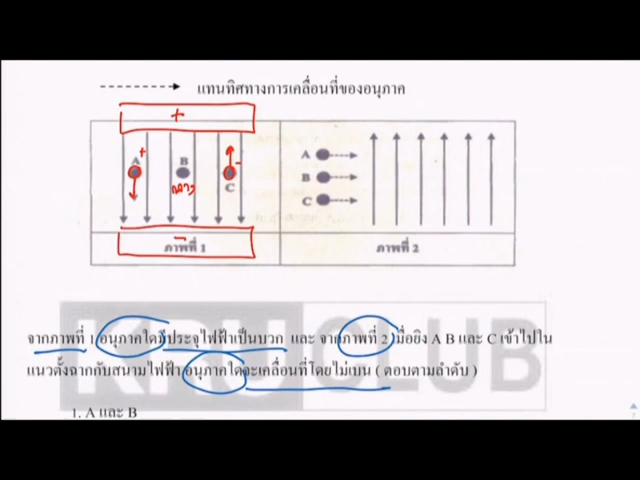 แทนทิศทางการเคลื่อนที่ของอนุภาค
+
A + B - C
กลาง
-
ภาพที่ 1
A
B
C
ภาพที่ 2
จากภาพที่ 1 อนุภาคใดมีประจุไฟฟ้าเป็นบวก และ จากภาพที่ 2 เมื่อยิง A B และ C เข้าไปใน
แนวตั้งฉากกับสนามไฟฟ้า อนุภาคใดจะเคลื่อนที่โดยไม่เบน ( ตอบตามลำดับ )
KRU CLUB
1. A และ B